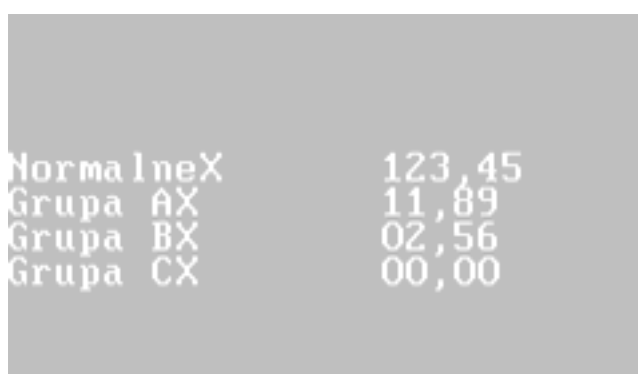 NormalneX 123,45
Grupa AX 11,89
Grupa BX 02,56
Grupa CX 00,00